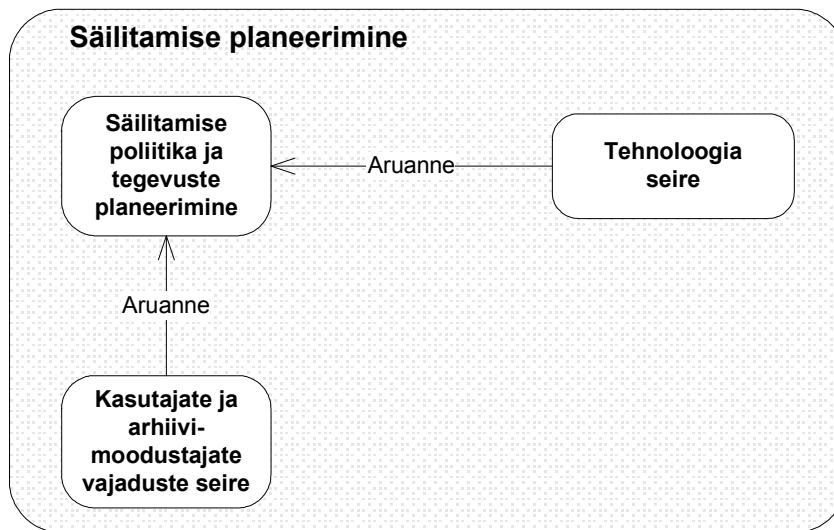 Säilitamise planeerimine
Säilitamise
poliitika ja
tegevuste
planeerimine
Aruanne
Tehnoloogia
seire
Aruanne
Kasutajate ja
arhiivi-
moodustajate
vajaduste seire